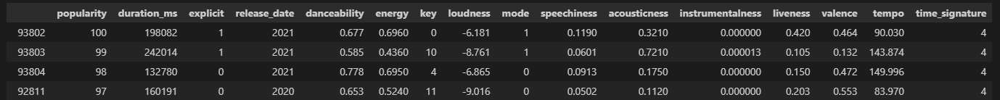 popularity duration_ms explicit release_date danceability energy key loudness mode speechiness acousticness instrumentalness liveness valence tempo time_signature
93802 100 198082 1 2021 0.677 0.6960 0 -6.181 1 0.1190 0.3210 0.000000 0.420 0.464 90.030 4
93803 99 242014 1 2021 0.585 0.4360 10 -8.761 1 0.0601 0.7210 0.000013 0.105 0.132 143.874 4
93804 98 132780 0 2021 0.778 0.6950 4 -6.865 0 0.0913 0.1750 0.000000 0.150 0.472 149.996 4
92811 97 160191 0 2020 0.653 0.5240 11 -9.016 0 0.0502 0.1120 0.000000 0.203 0.553 83.970 4